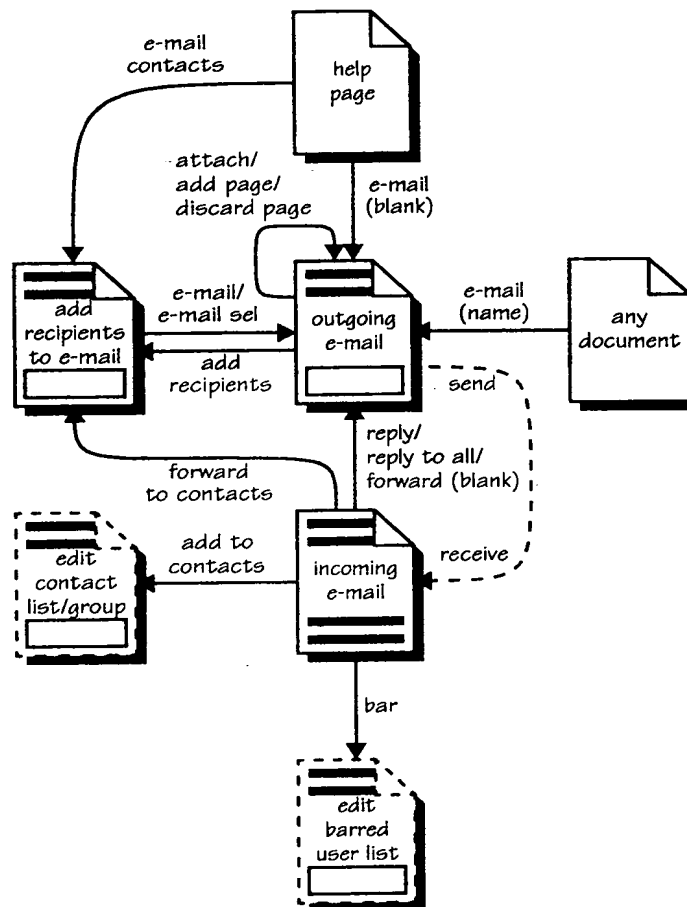 e-mail
contacts
help
page
attach/
add page/
discard page
e-mail
(blank)
add
recipients
to e-mail
e-mail/
e-mail sel
add
recipients
outgoing
e-mail
e-mail
(name)
any
document
send
reply/
reply to all/
forward (blank)
forward
to contacts
edit
contact
list/group
add to
contacts
incoming
e-mail
receive
bar
edit
barred
user list